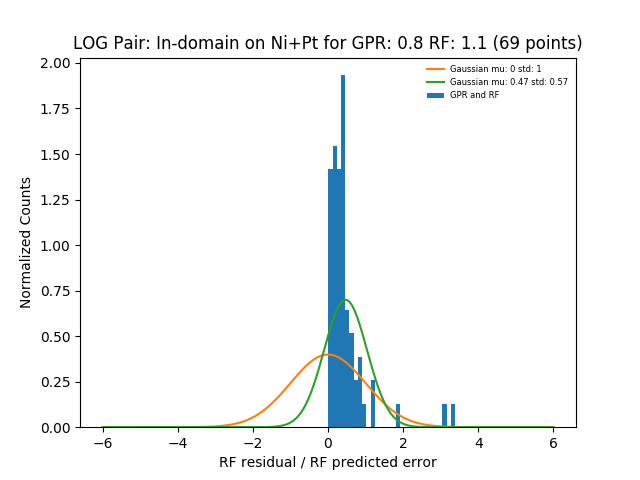 LOG Pair: In-domain on Ni+Pt for GPR: 0.8 RF: 1.1 (69 points)
Gaussian mu: 0 std: 1
Gaussian mu: 0.47 std: 0.57
GPR and RF
Normalized Counts
2.00
1.75
1.50
1.25
1.00
0.75
0.50
0.25
0.00
−6 −4 −2 0 2 4 6
RF residual / RF predicted error